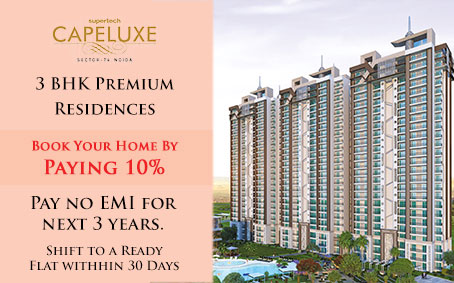 supertech
CAPELUXE
SECTOR-74 NOIDA
3 BHK Premium
Residences
Book Your Home By
Paying 10%
Pay no EMI for
next 3 years.
Shift to a Ready
Flat withhin 30 Days